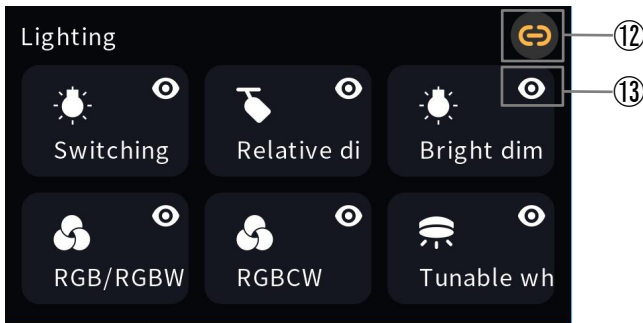 Lighting
⑫
⑬
Switching
Relative di
Bright dim
RGB/RGBW
RGBCW
Tunable wh